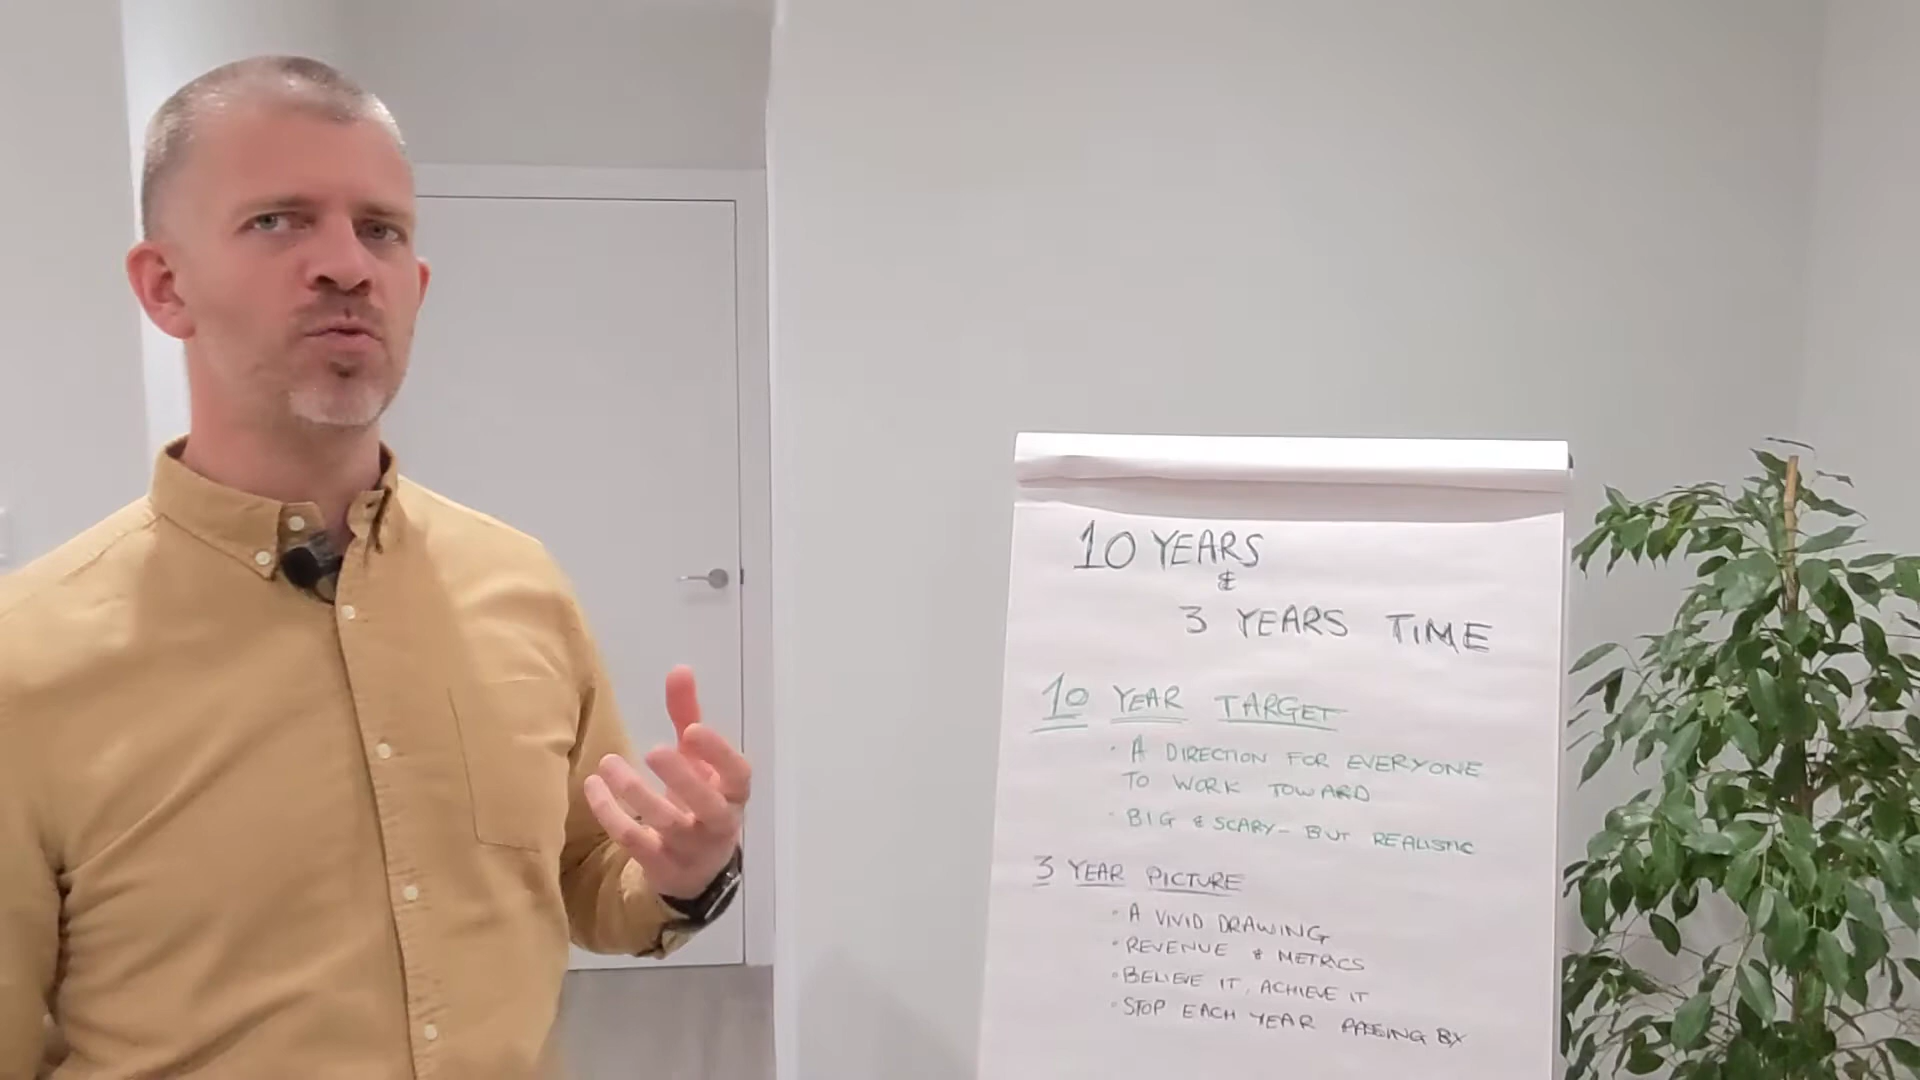 10 YEARS
&
3 YEARS TIME
10 YEAR TARGET
· A DIRECTION FOR EVERYONE
TO WORK TOWARD
· BIG & SCARY - BUT REALISTIC
3 YEAR PICTURE
· A VIVID DRAWING
· REVENUE & METRICS
· BELIEVE IT, ACHIEVE IT
· STOP EACH YEAR PASSING BY